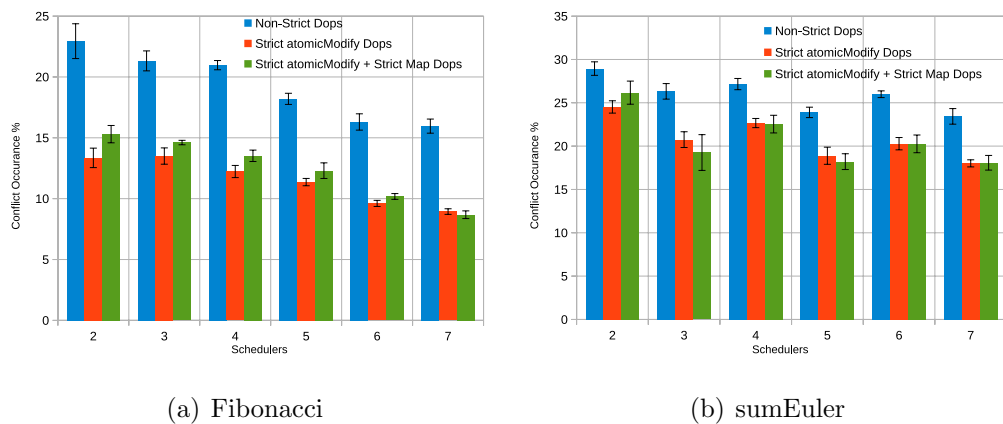 25
20
15
10
5
0
Conflict Occurance %
Non-Strict Dops
Strict atomicModify Dops
Strict atomicModify + Strict Map Dops
2 3 4 5 6 7
Schedulers
(a) Fibonacci
35
30
25
20
15
10
5
0
Conflict Occurance %
Non-Strict Dops
Strict atomicModify Dops
Strict atomicModify + Strict Map Dops
2 3 4 5 6 7
Schedulers
(b) sumEuler